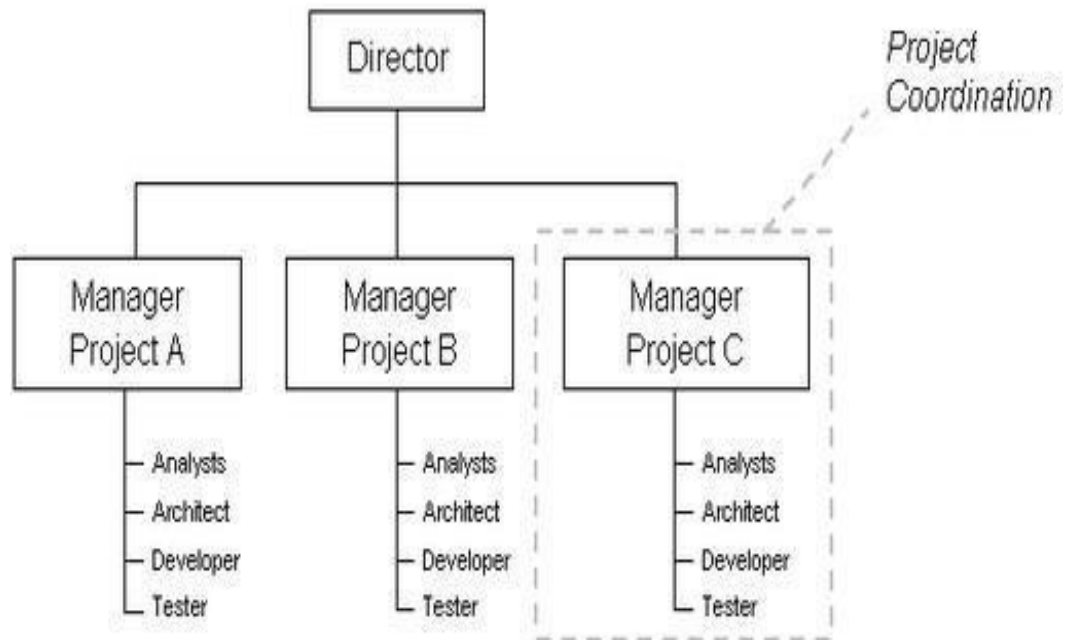 Director
Project
Coordination
Manager
Project A
Manager
Project B
Manager
Project C
Analysts
Architect
Developer
Tester
Analysts
Architect
Developer
Tester
Analysts
Architect
Developer
Tester